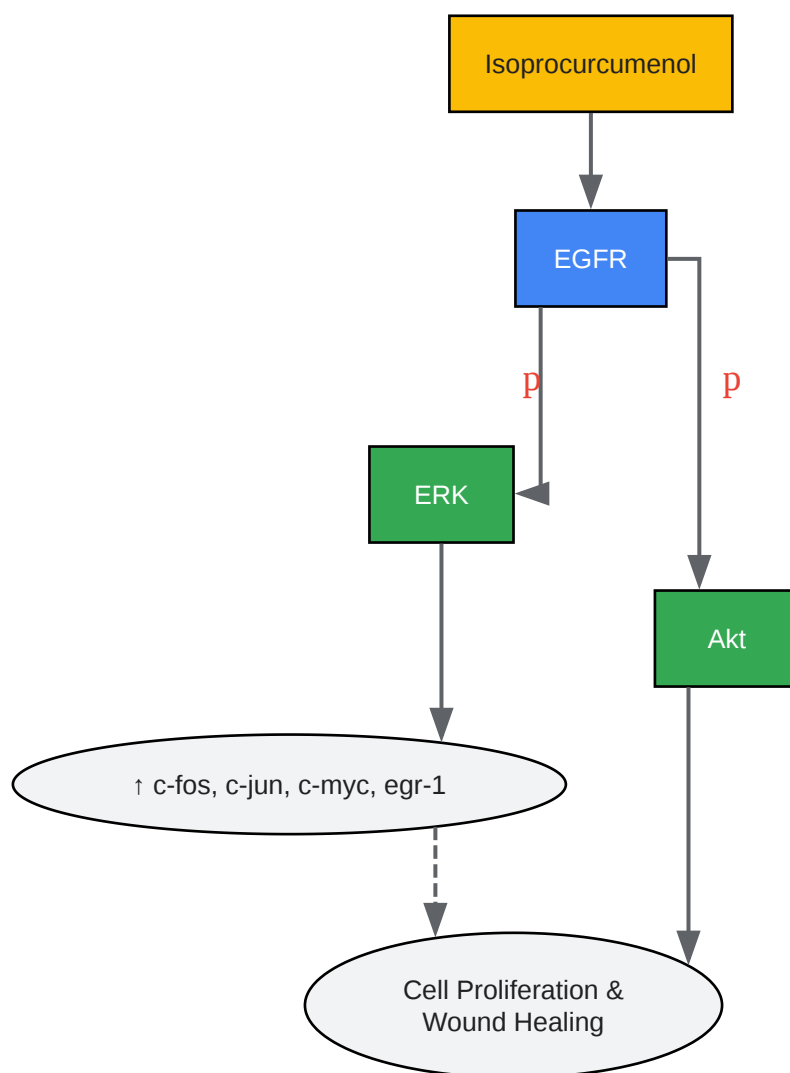 Isoprocurcumenol
EGFR
p
p
ERK
Akt
↑ c-fos, c-jun, c-myc, egr-1
Cell Proliferation &
Wound Healing